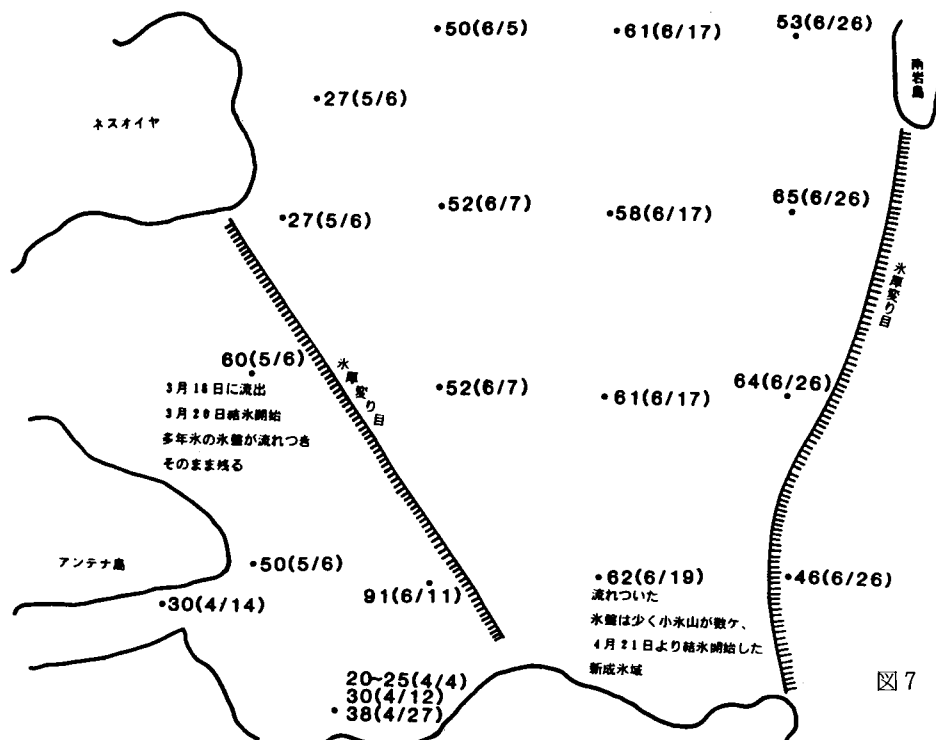 50(6/5)
61(6/17)
53(6/26)
南岩島
27(5/6)
ネスオイヤ
27(5/6)
52(6/7)
58(6/17)
65(6/26)
氷厚変り目
60(5/6)
氷厚変り目
3月18日に流出
3月20日結氷開始
多年氷の氷盤が流れつき
そのまま残る
52(6/7)
61(6/17)
64(6/26)
アンテナ島
50(5/6)
30(4/14)
91(6/11)
62(6/19)
流れついた
氷盤は少く小氷山が数ケ、
4月21日より結氷開始した
新成氷域
46(6/26)
20~25(4/4)
30(4/12)
38(4/27)
図7